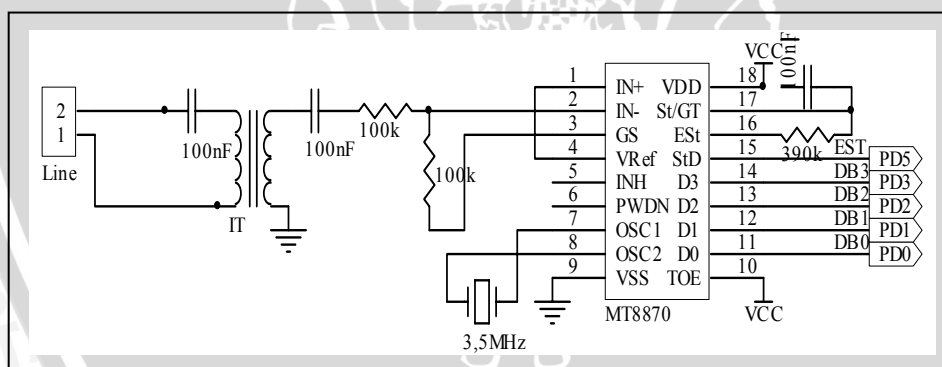 2
1
Line
100nF
IT
100nF
100k
100k
1 IN+ VDD 18 VCC 100nF
2 IN- St/GT 17
3 GS ESt 16 390k
4 VRef StD 15 EST PD5
5 INH D3 14 DB3 PD3
6 PWDN D2 13 DB2 PD2
7 OSC1 D1 12 DB1 PD1
8 OSC2 D0 11 DB0 PD0
9 VSS TOE 10
MT8870 VCC
3,5MHz